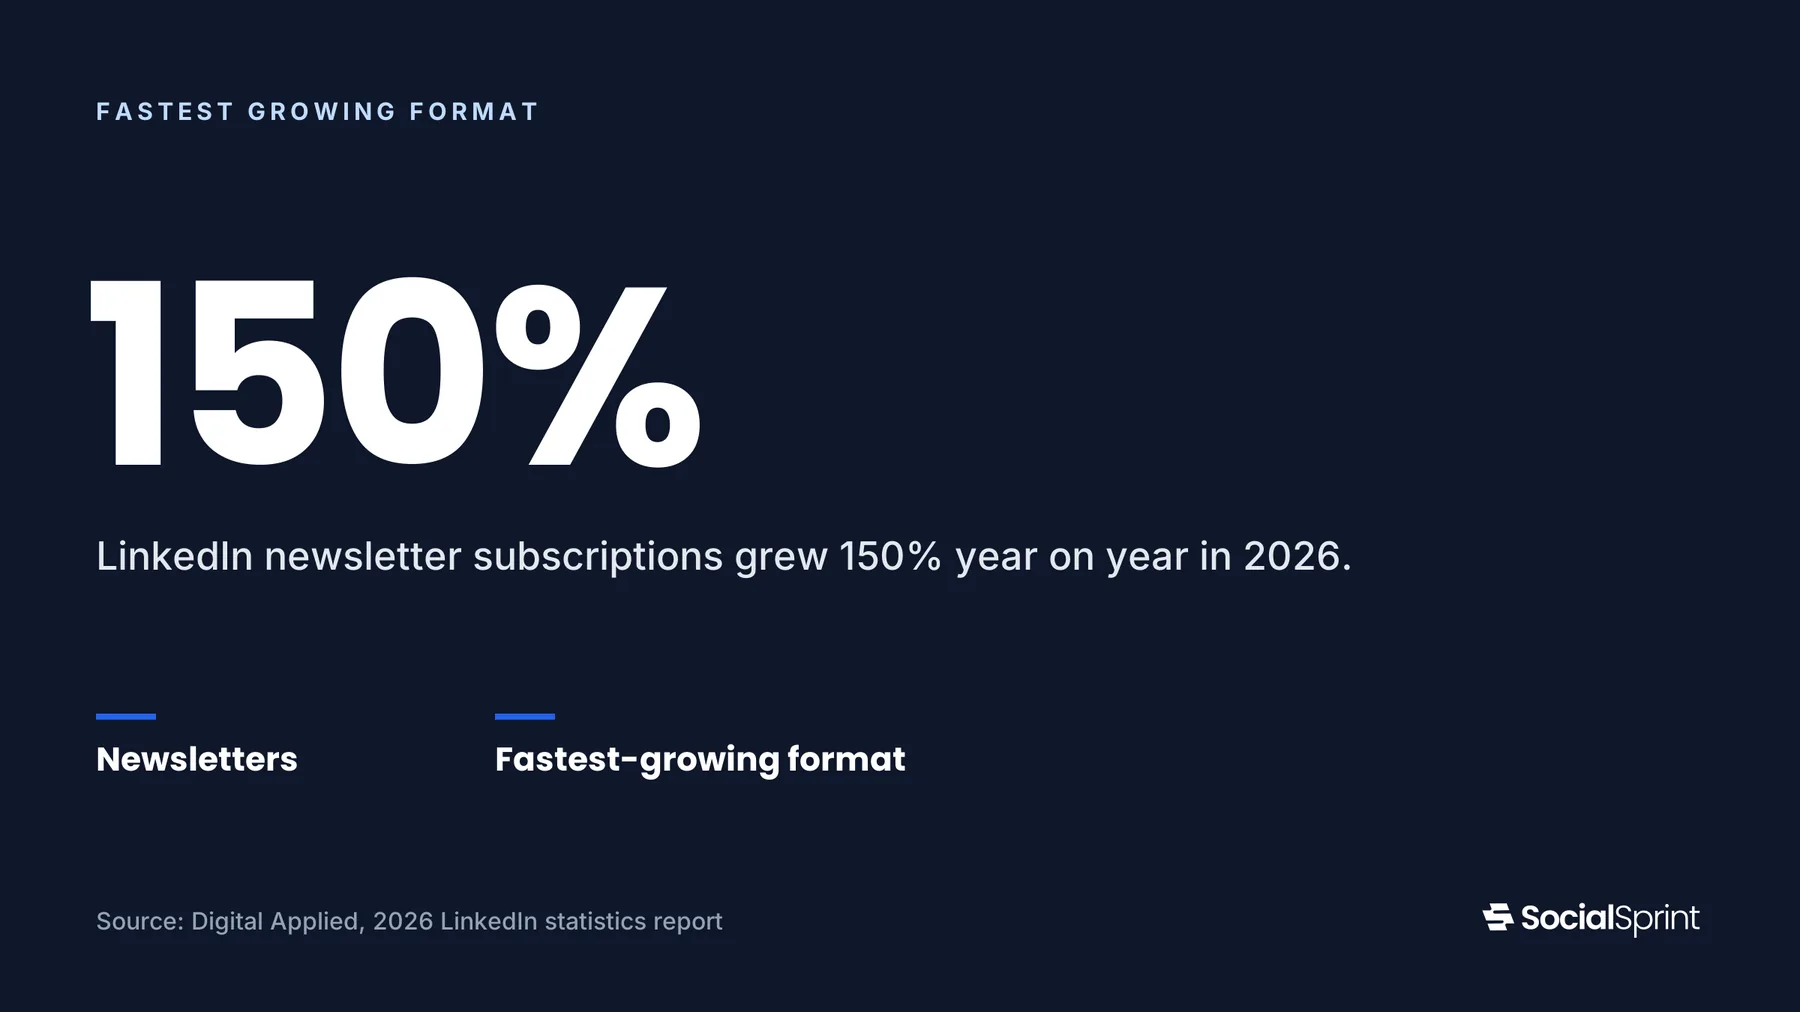 FASTEST GROWING FORMAT
150%
LinkedIn newsletter subscriptions grew 150% year on year in 2026.
Newsletters
Fastest-growing format
Source: Digital Applied, 2026 LinkedIn statistics report
SocialSprint